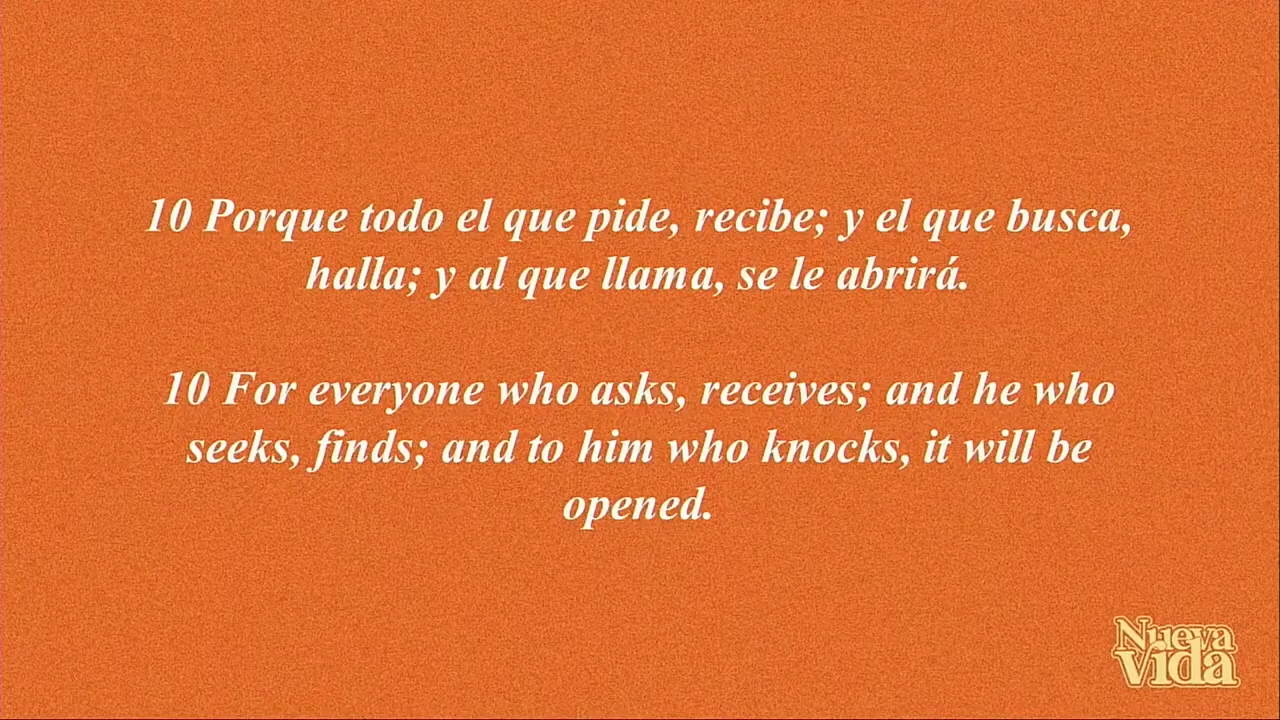 10 Porque todo el que pide, recibe; y el que busca,
halla; y al que llama, se le abrirá.
10 For everyone who asks, receives; and he who
seeks, finds; and to him who knocks, it will be
opened.
Nueva
Vida